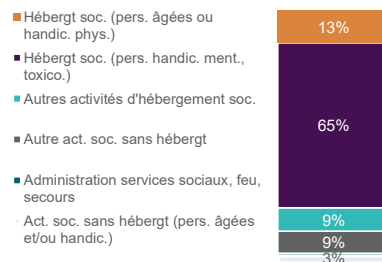 Hébergt soc. (pers. âgées ou
handic. phys.)
Hébergt soc. (pers. handic. ment.,
toxico.)
Autres activités d'hébergement soc.
Autre act. soc. sans hébergt
Administration services sociaux, feu,
secours
Act. soc. sans hébergt (pers. âgées
et/ou handic.)
13%
65%
9%
9%
3%